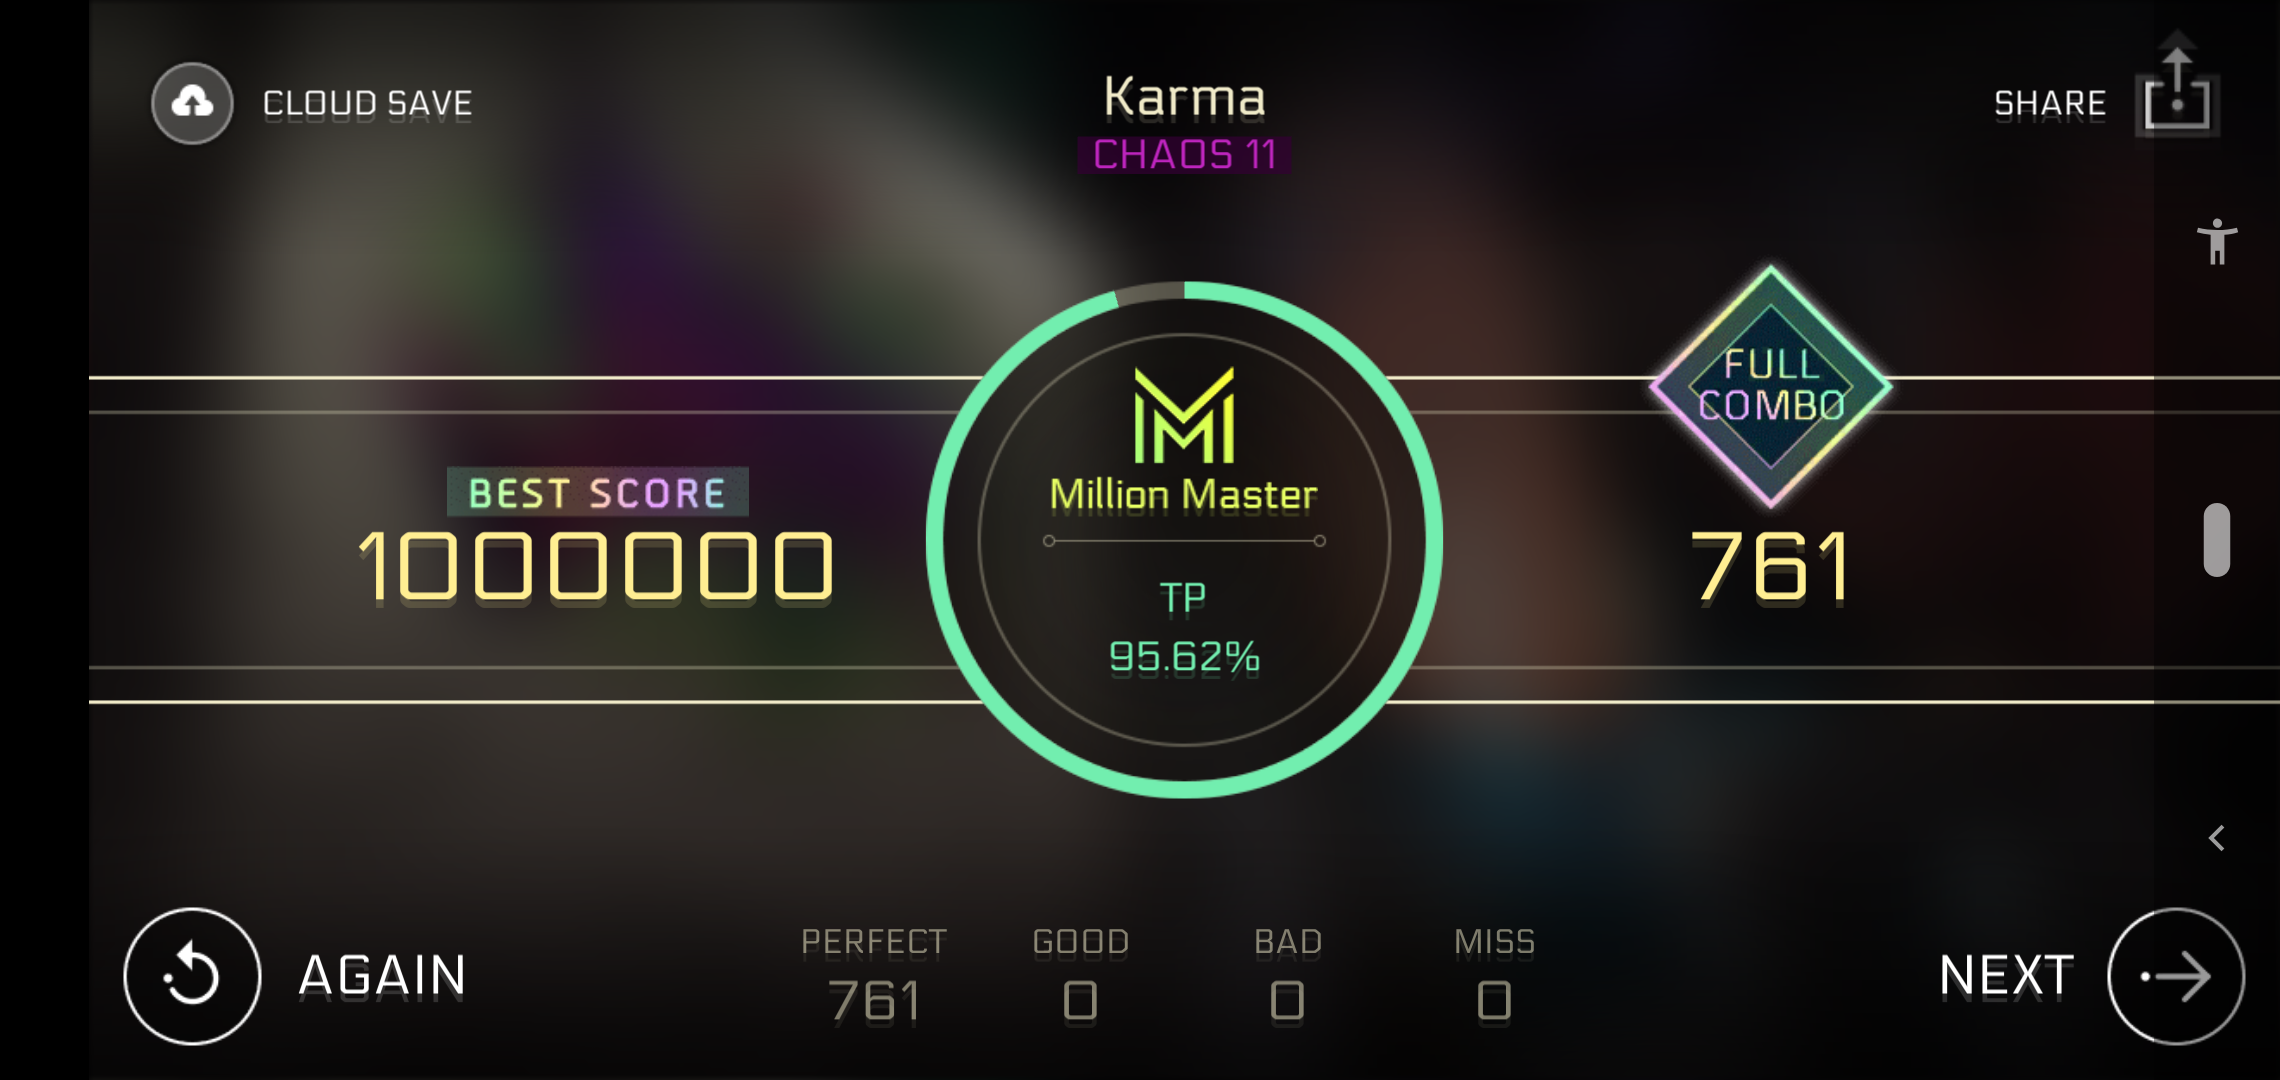 CLOUD SAVE
Karma
CHAOS 11
SHARE
FULL
COMBO
BEST SCORE
1000000
Million Master
TP
95.62%
761
AGAIN
PERFECT
761
GOOD
0
BAD
0
MISS
0
NEXT